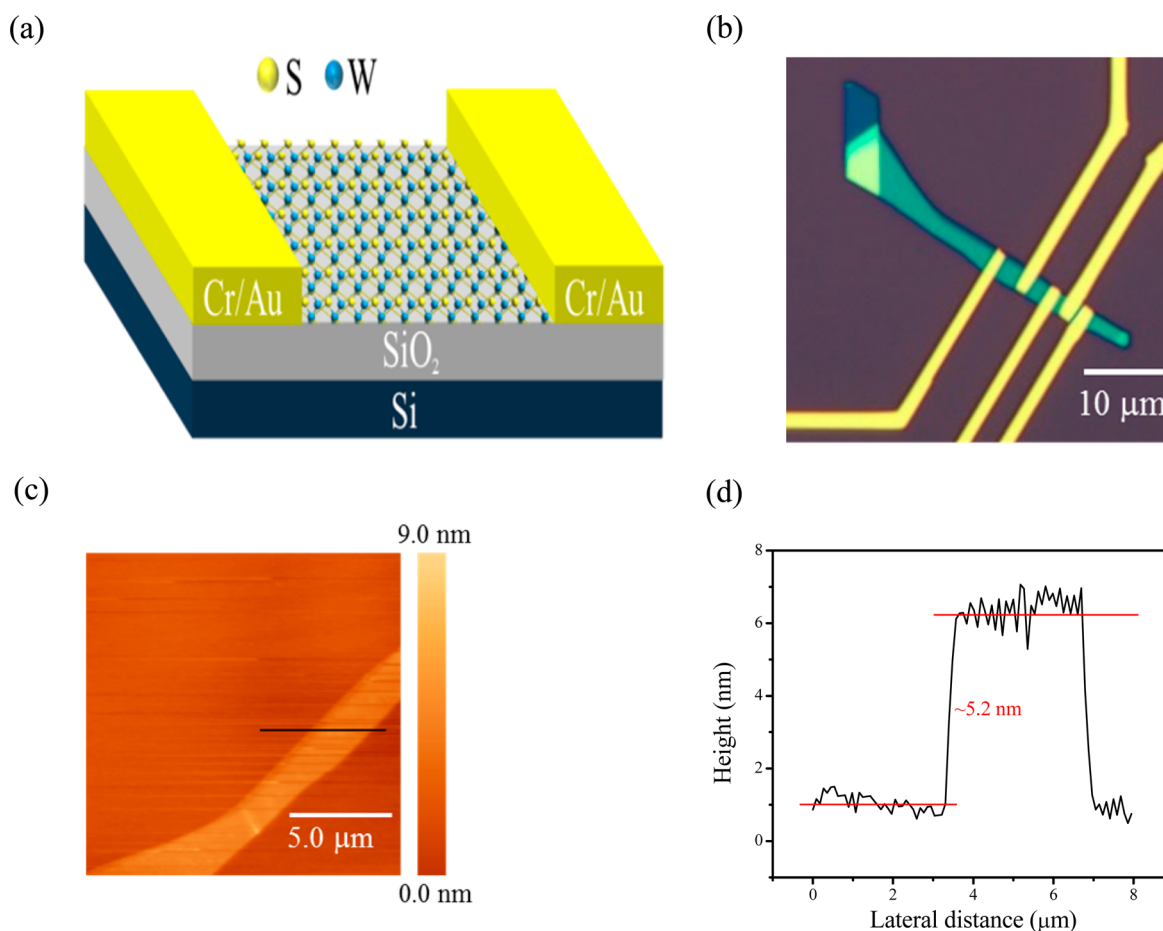 (a)
S W
Cr/Au Cr/Au
SiO₂
Si
(b)
10 μm
(c)
9.0 nm
5.0 μm
0.0 nm
(d)
8
6
4
2
0
~5.2 nm
Height (nm)
0 2 4 6 8
Lateral distance (μm)